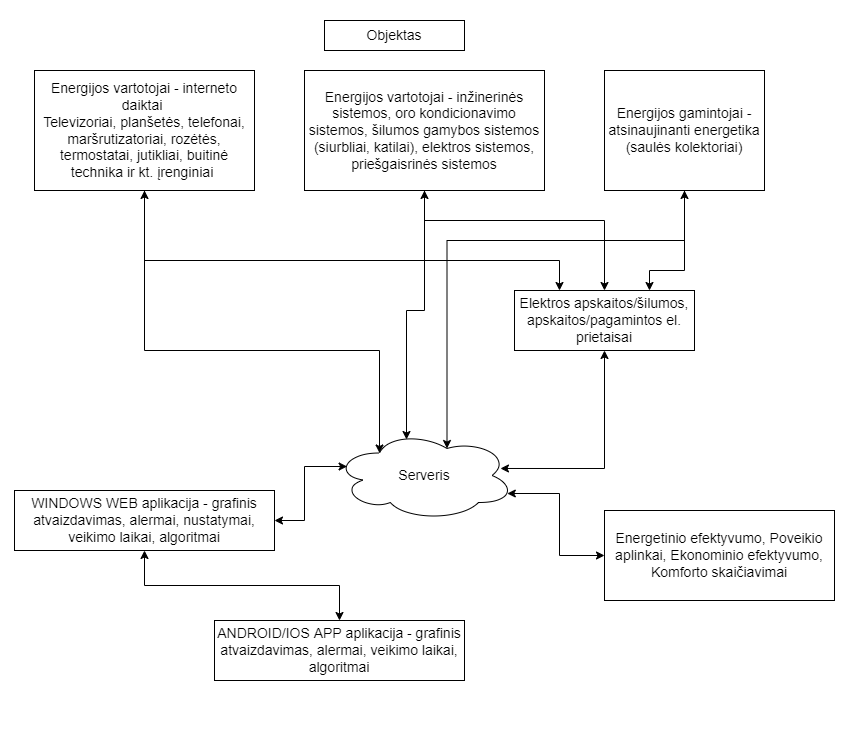 Objektas
Energijos vartotojai - interneto
daiktai
Televizoriai, planšetės, telefonai,
maršrutizatoriai, rozėtės,
termostatai, jutikliai, buitinė
technika ir kt. įrenginiai
Energijos vartotojai - inžinerinės
sistemos, oro kondicionavimo
sistemos, šilumos gamybos sistemos
(siurbliai, katilai), elektros sistemos,
priešgaisrinės sistemos
Energijos gamintojai -
atsinaujinanti energetika
(saulės kolektoriai)
Elektros apskaitos/šilumos,
apskaitos/pagamintos el.
prietaisai
Serveris
WINDOWS WEB aplikacija - grafinis
atvaizdavimas, alermai, nustatymai,
veikimo laikai, algoritmai
Energetinio efektyvumo, Poveikio
aplinkai, Ekonominio efektyvumo,
Komforto skaičiavimai
ANDROID/IOS APP aplikacija - grafinis
atvaizdavimas, alermai, veikimo laikai,
algoritmai